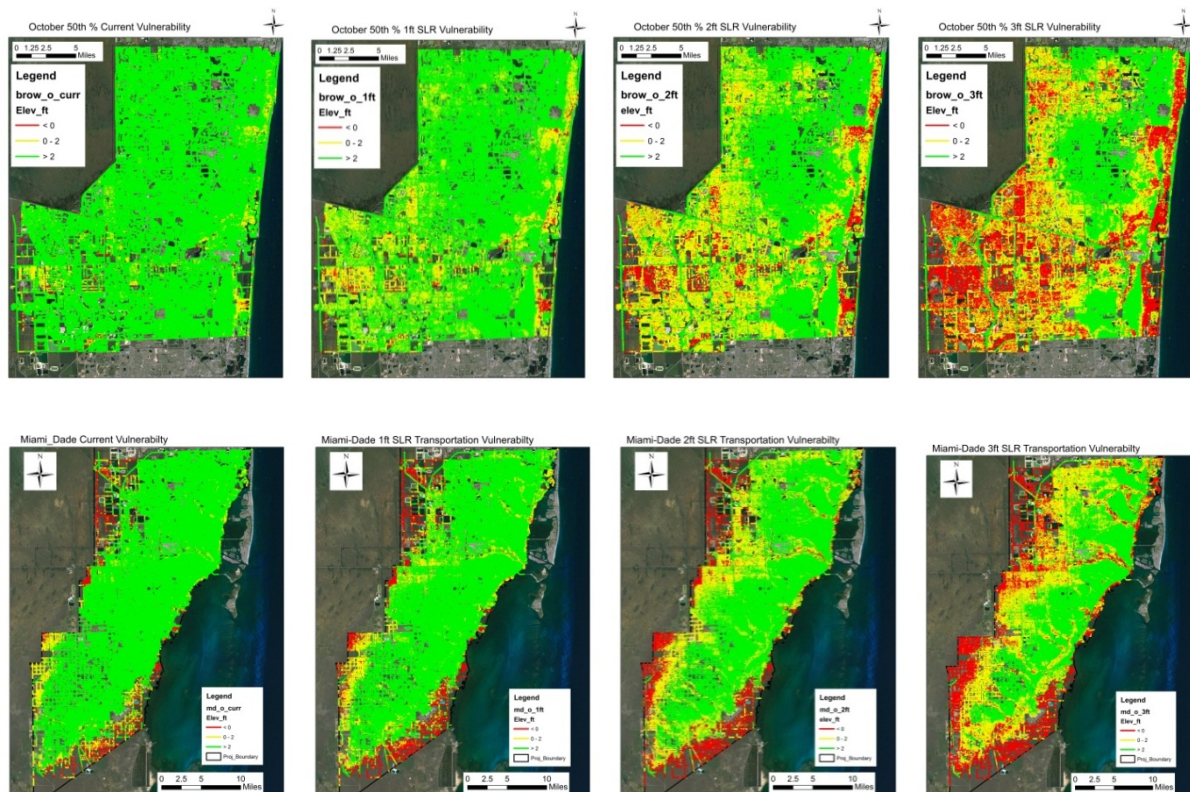 October 50th % Current Vulnerability
N
0 1.25 2.5 5
Miles
Legend
brow_o_curr
Elev_ft
< 0
0 - 2
> 2
October 50th % 1ft SLR Vulnerability
N
0 1.25 2.5 5
Miles
Legend
brow_o_1ft
Elev_ft
< 0
0 - 2
> 2
October 50th % 2ft SLR Vulnerability
N
0 1.25 2.5 5
Miles
Legend
brow_o_2ft
elev_ft
< 0
0 - 2
> 2
October 50th % 3ft SLR Vulnerability
N
0 1.25 2.5 5
Miles
Legend
brow_o_3ft
Elev_ft
< 0
0 - 2
> 2
Miami_Dade Current Vulnerabilty
N
Legend
md_o_curr
Elev_ft
< 0
0 - 2
> 2
Proj_Boundary
0 2.5 5 10
Miles
Miami-Dade 1ft SLR Transportation Vulnerabilty
N
Legend
md_o_1ft
Elev_ft
< 0
0 - 2
> 2
Proj_Boundary
0 2.5 5 10
Miles
Miami-Dade 2ft SLR Transportation Vulnerabilty
N
Legend
md_o_2ft
elev_ft
< 0
0 - 2
> 2
Proj_Boundary
0 2.5 5 10
Miles
Miami-Dade 3ft SLR Transportation Vulnerabilty
N
Legend
md_o_3ft
Elev_ft
< 0
0 - 2
> 2
Proj_Boundary
0 2.5 5 10
Miles